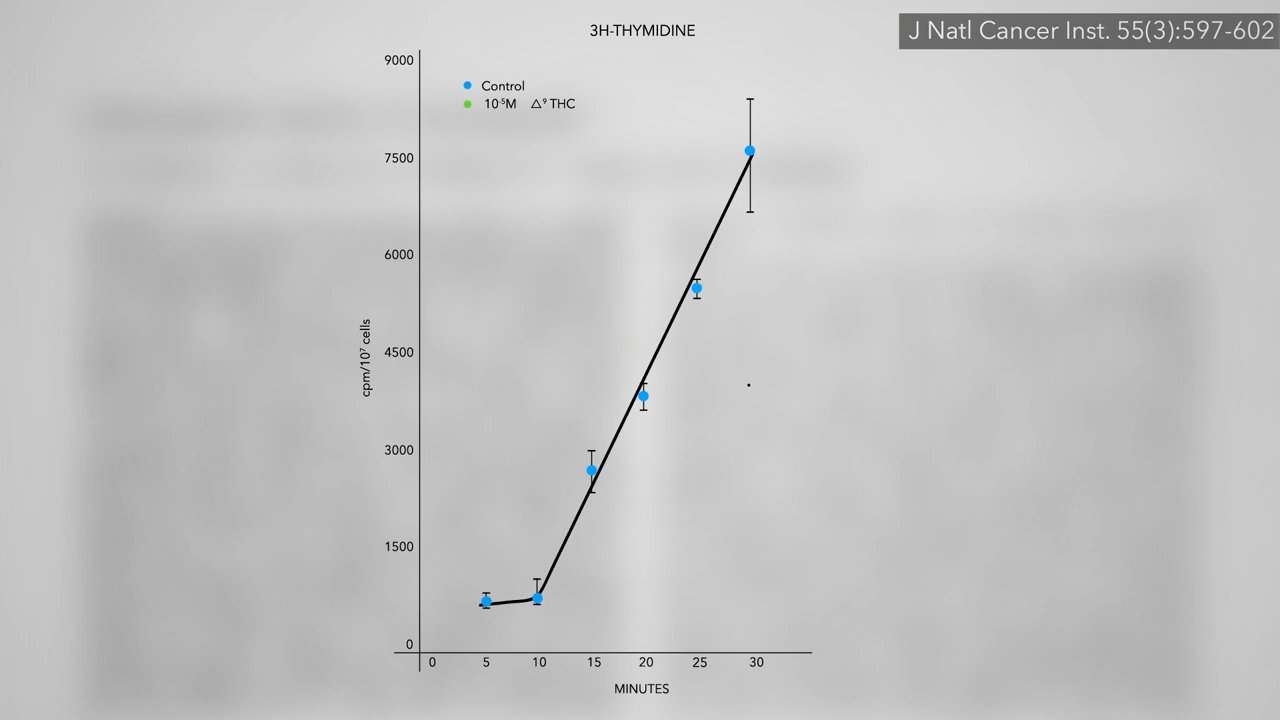 3H-THYMIDINE
J Natl Cancer Inst. 55(3):597-602
9000
Control
10⁻⁵M △⁹ THC
7500
6000
4500
cpm/10⁷ cells
3000
1500
0
0 5 10 15 20 25 30
MINUTES